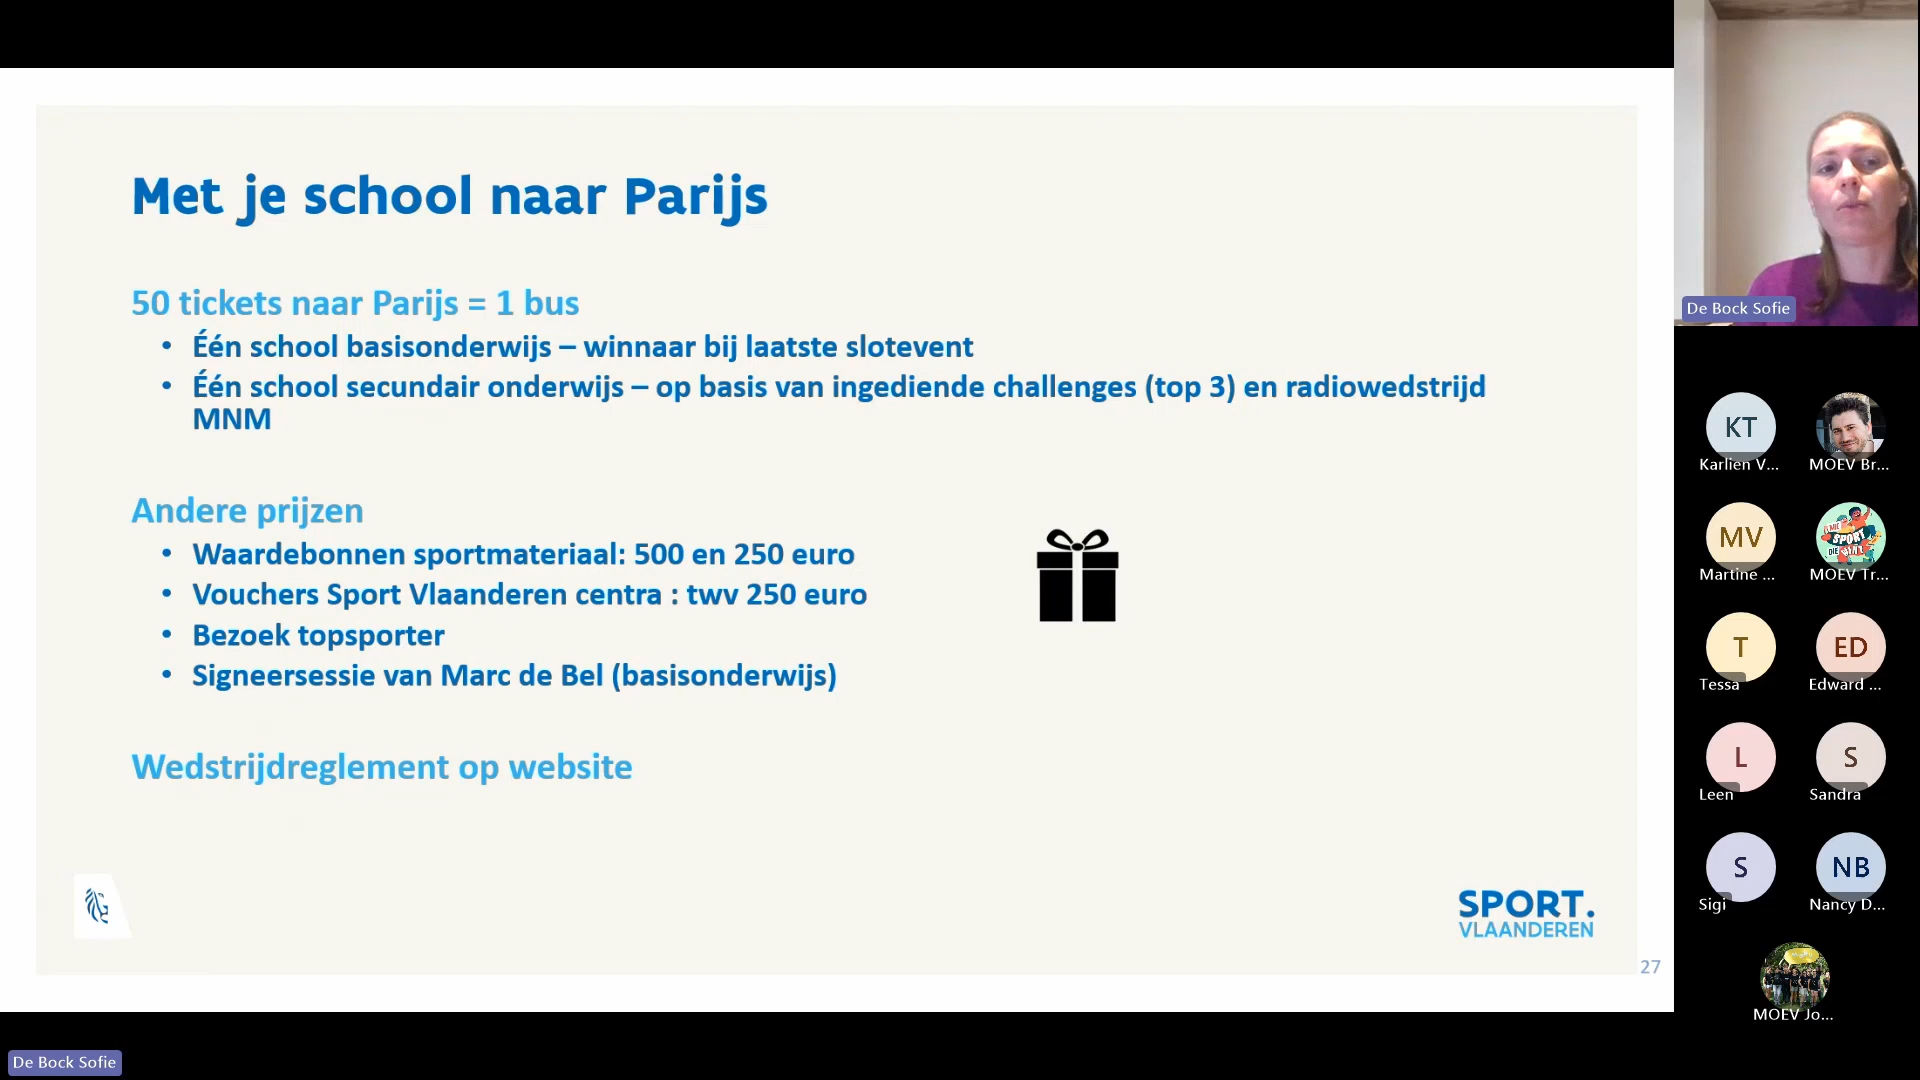 Met je school naar Parijs
50 tickets naar Parijs = 1 bus
• Één school basisonderwijs – winnaar bij laatste slotevent
• Één school secundair onderwijs – op basis van ingediende challenges (top 3) en radiowedstrijd
MNM
Andere prijzen
• Waardebonnen sportmateriaal: 500 en 250 euro
• Vouchers Sport Vlaanderen centra : twv 250 euro
• Bezoek topsporter
• Signeersessie van Marc de Bel (basisonderwijs)
Wedstrijdreglement op website
SPORT.
VLAANDEREN
27
De Bock Sofie
De Bock Sofie
KT
Karlien V...
MOEV Br...
MV
Martine ...
SPORT
DIE
MOEV Tr...
T
Tessa
ED
Edward ...
L
Leen
S
Sandra
S
Sigi
NB
Nancy D...
MOEV Jo...